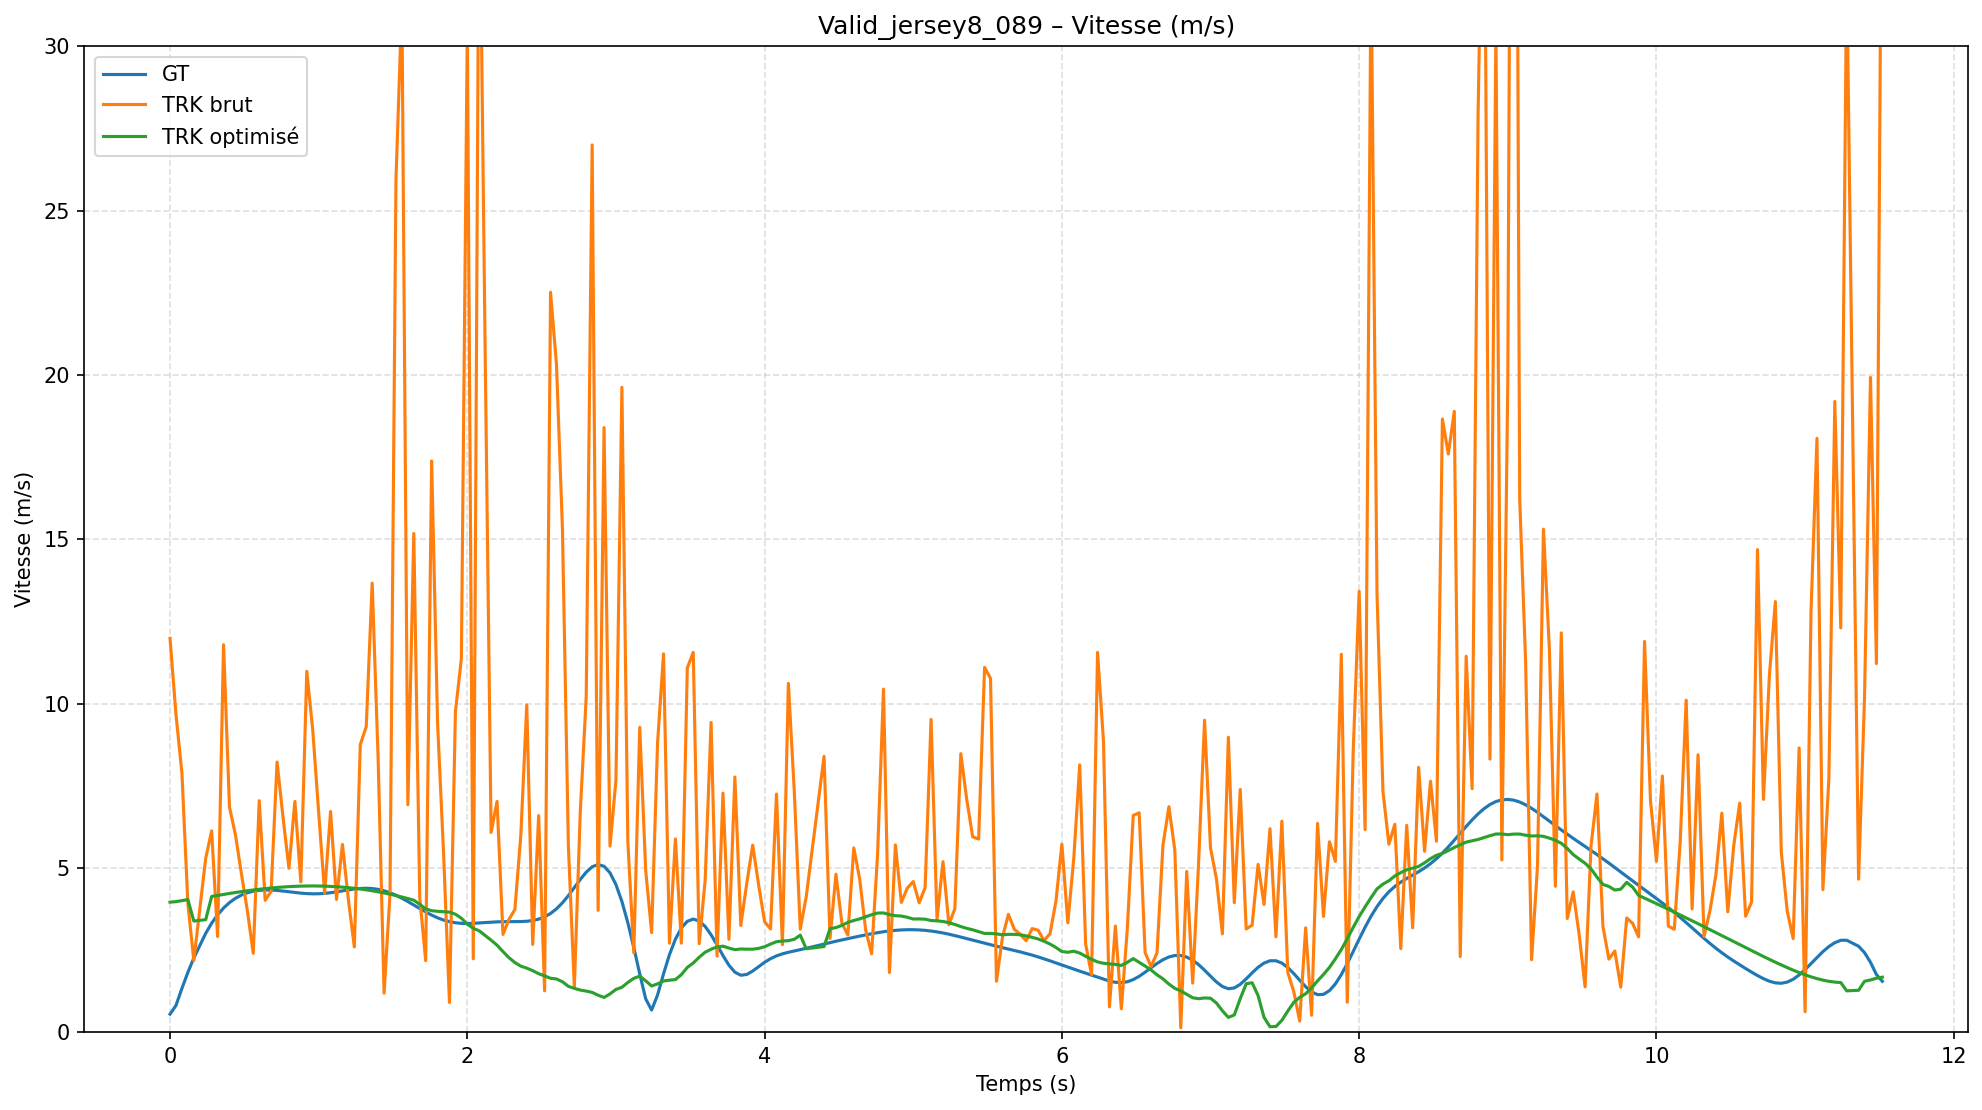 Valid_jersey8_089 – Vitesse (m/s)
GT
TRK brut
TRK optimisé
Vitesse (m/s)
30
25
20
15
10
5
0
0 2 4 6 8 10 12
Temps (s)